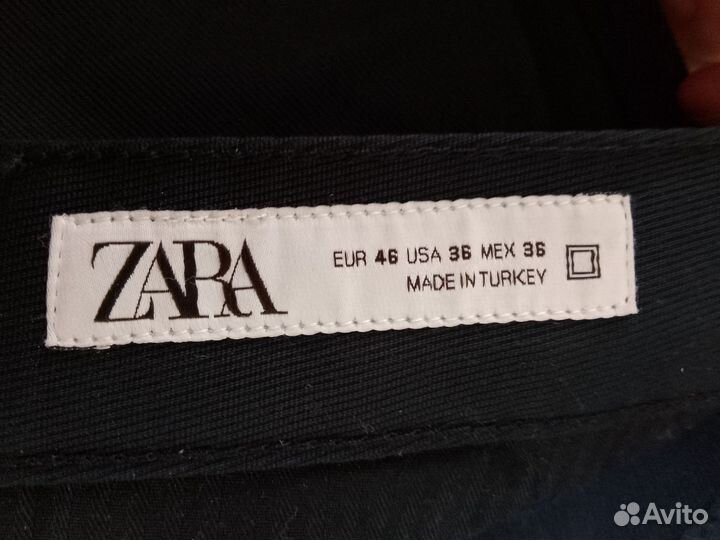 ZARA
EUR 46 USA 36 MEX 36
MADE IN TURKEY
Avito